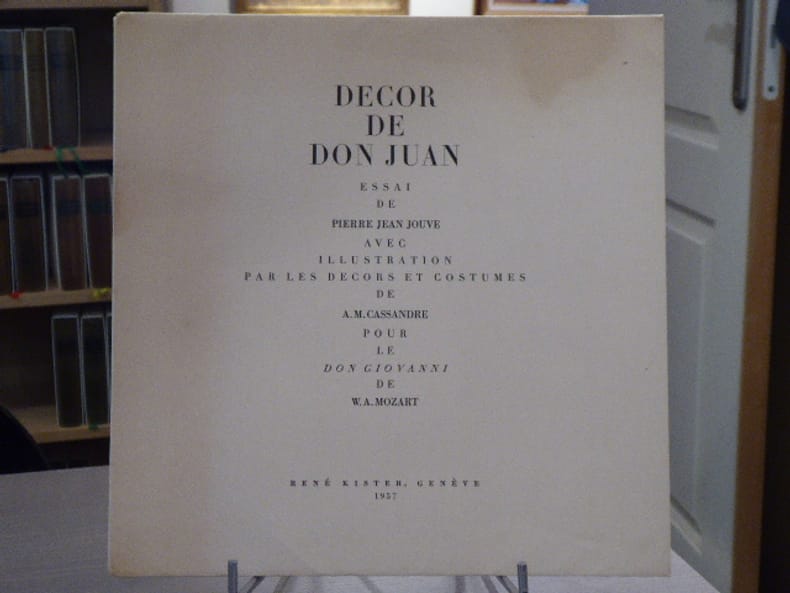 DECOR
DE
DON JUAN
ESSAI
DE
PIERRE JEAN JOUVE
AVEC
ILLUSTRATION
PAR LES DECORS ET COSTUMES
DE
A. M. CASSANDRE
POUR
LE
DON GIOVANNI
DE
W. A. MOZART
RENÉ KISTER, GENÈVE
1957